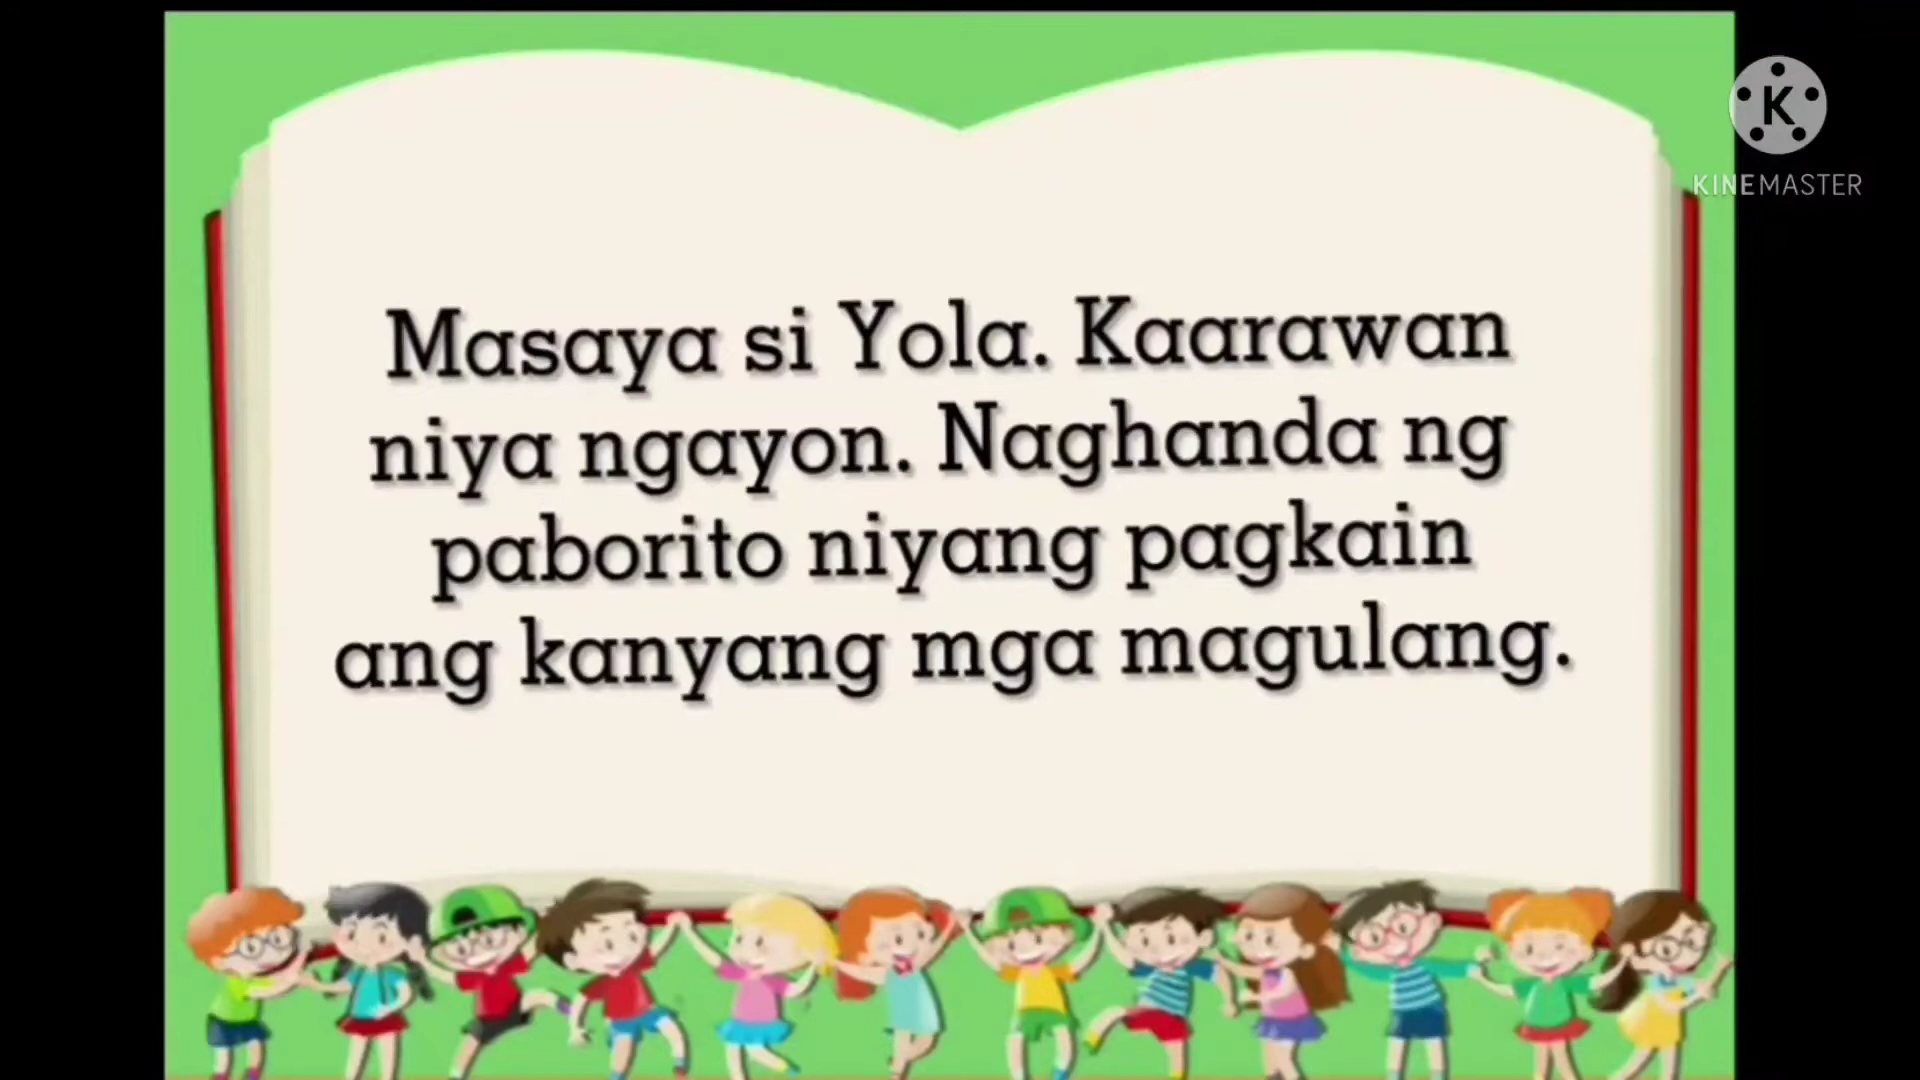 KINEMASTER
Masaya si Yola. Kaarawan
niya ngayon. Naghanda ng
paborito niyang pagkain
ang kanyang mga magulang.